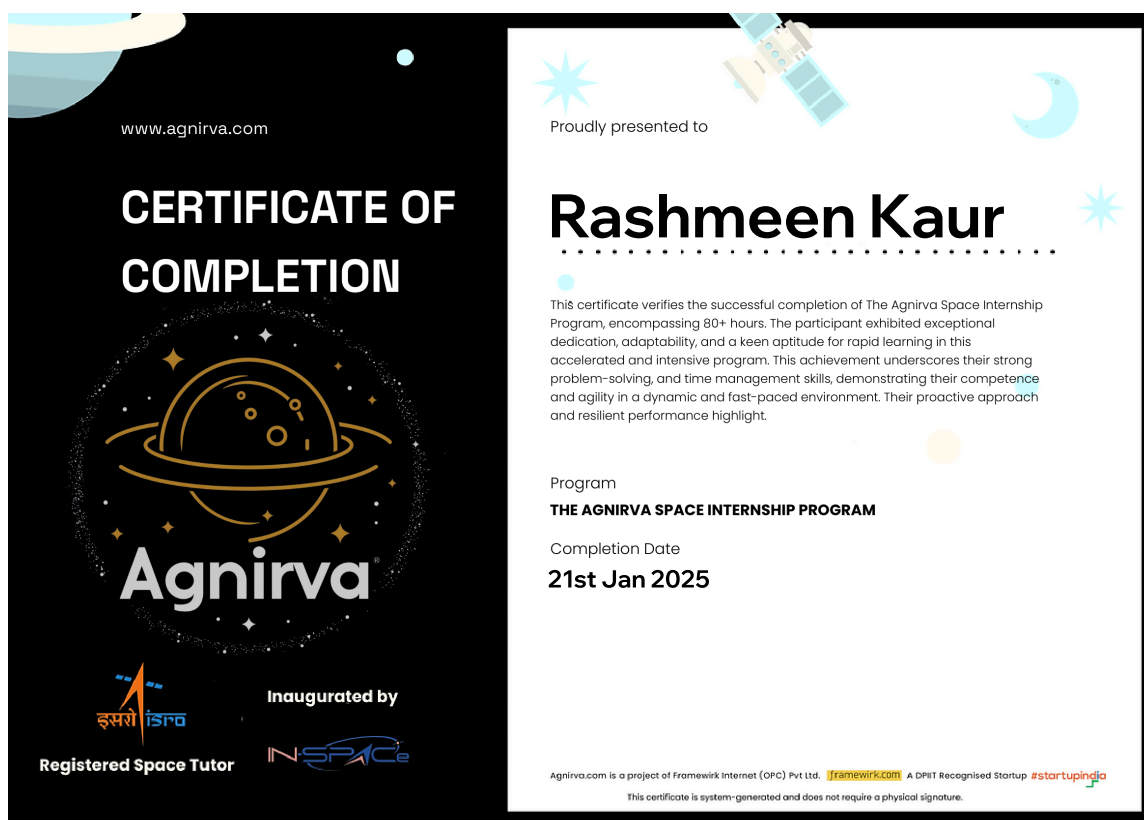 www.agnirva.com
CERTIFICATE OF
COMPLETION
Agnirva®
इसरो isro
Registered Space Tutor
Inaugurated by
IN-SPACe
Proudly presented to
Rashmeen Kaur
This certificate verifies the successful completion of The Agnirva Space Internship
Program, encompassing 80+ hours. The participant exhibited exceptional
dedication, adaptability, and a keen aptitude for rapid learning in this
accelerated and intensive program. This achievement underscores their strong
problem-solving, and time management skills, demonstrating their competence
and agility in a dynamic and fast-paced environment. Their proactive approach
and resilient performance highlight.
Program
THE AGNIRVA SPACE INTERNSHIP PROGRAM
Completion Date
21st Jan 2025
Agnirva.com is a project of Framewirk Internet (OPC) Pvt Ltd. framewirk.com A DPIIT Recognised Startup #startupindia
This certificate is system-generated and does not require a physical signature.